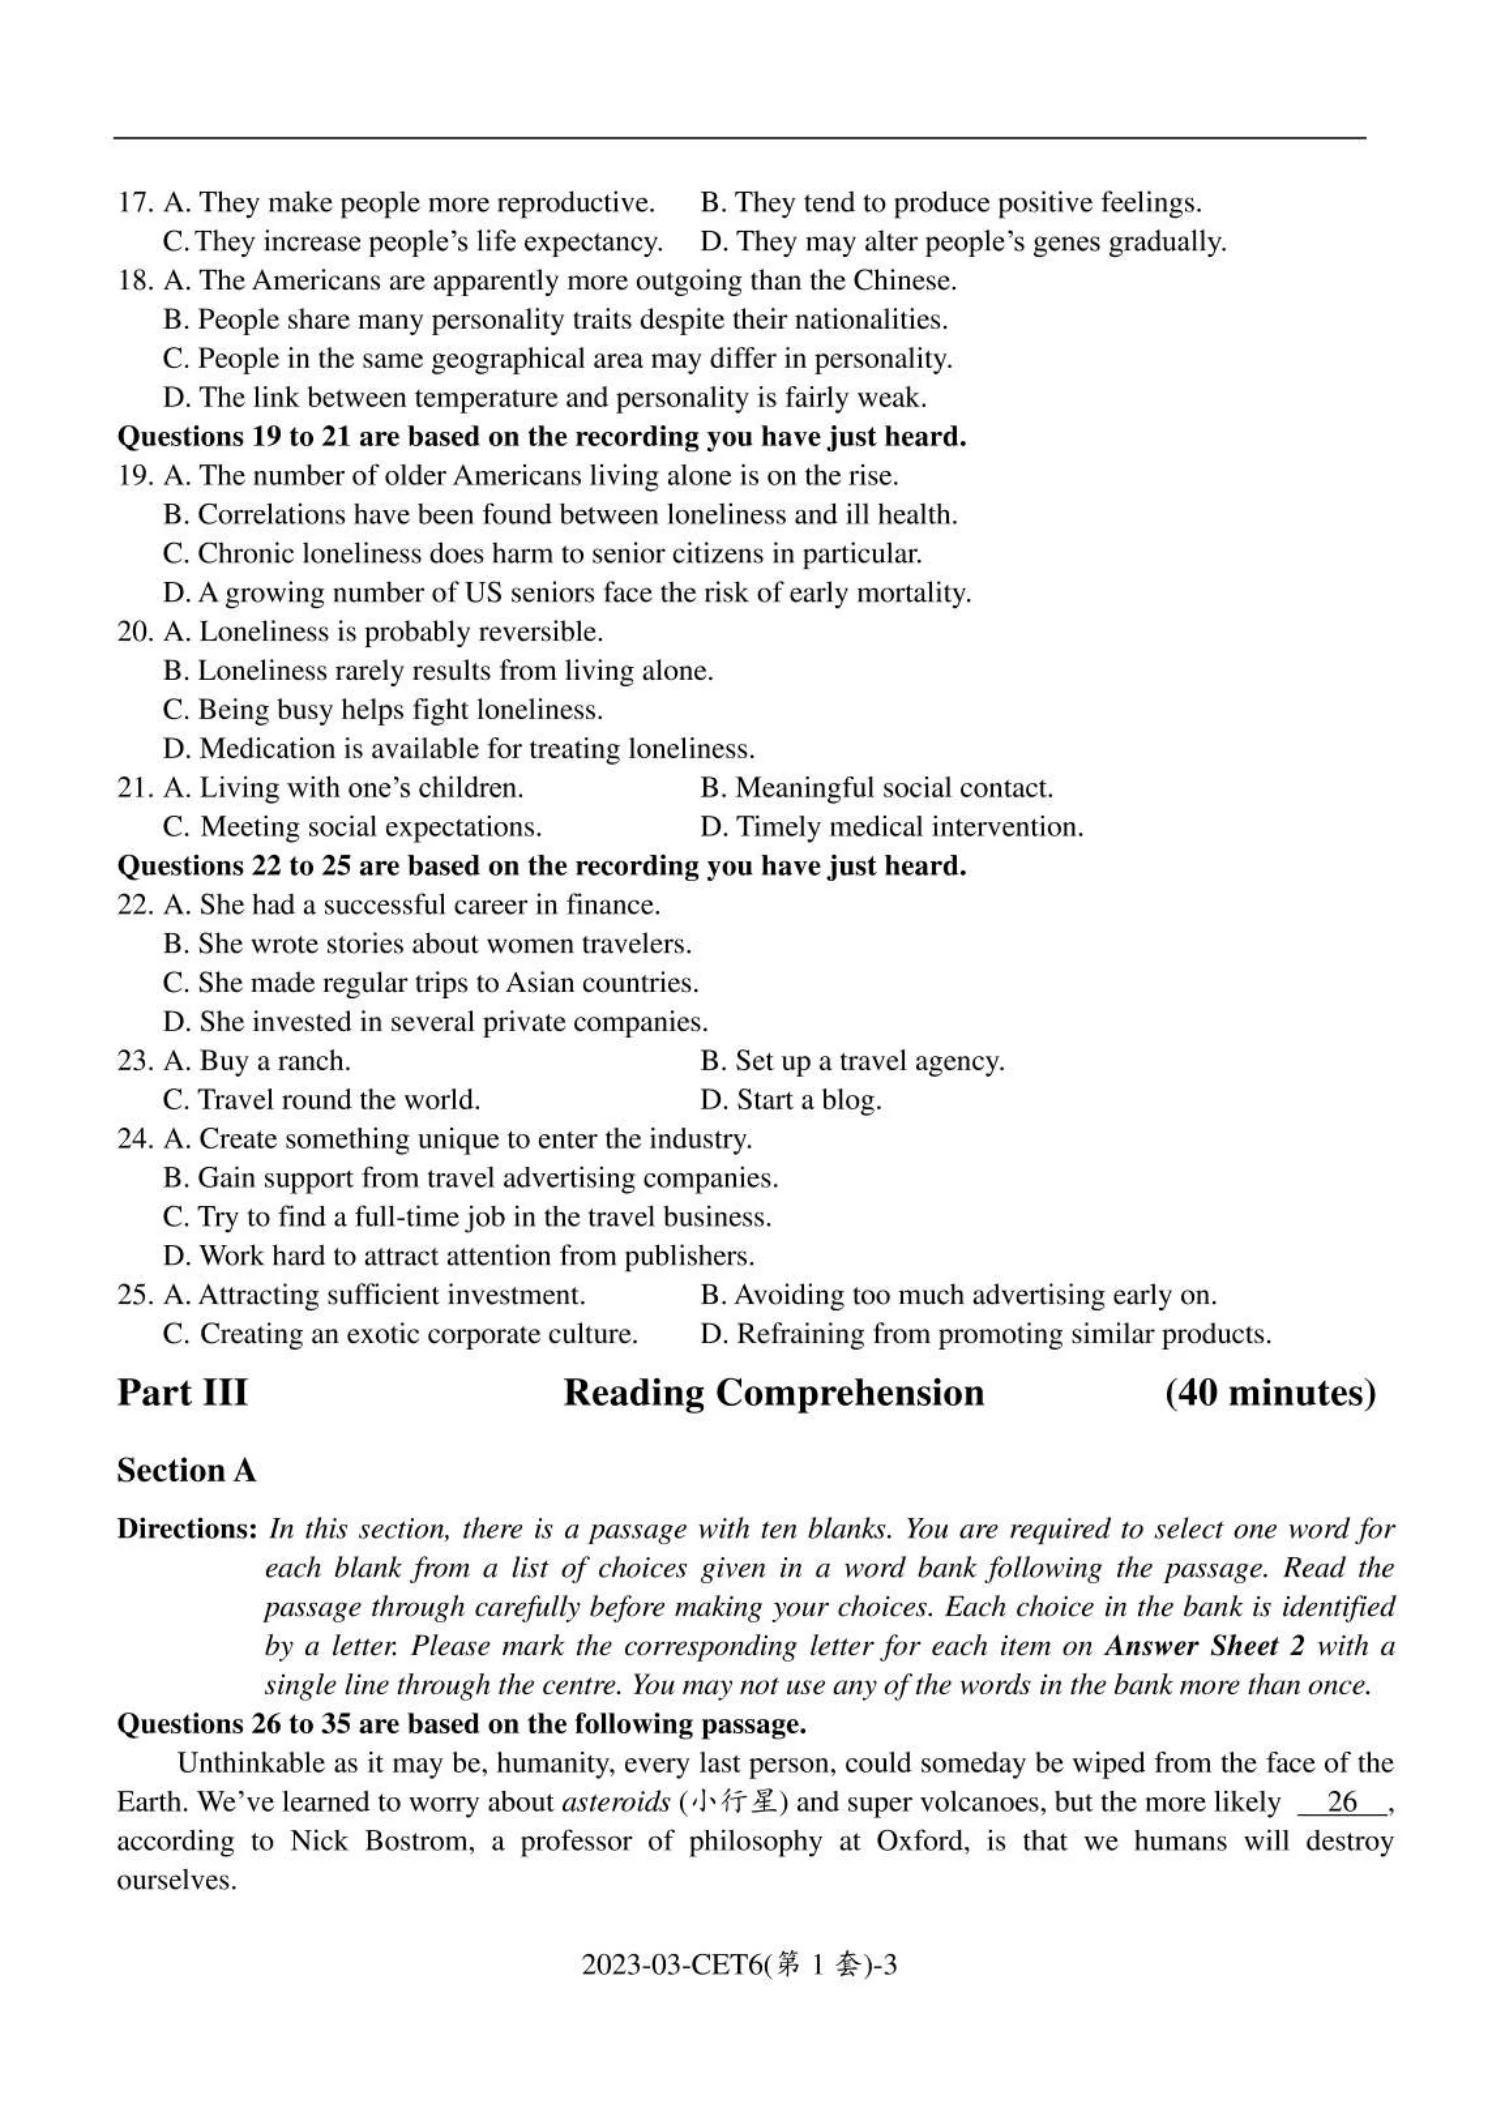 17. A. They make people more reproductive. B. They tend to produce positive feelings.
C. They increase people's life expectancy. D. They may alter people's genes gradually.
18. A. The Americans are apparently more outgoing than the Chinese.
B. People share many personality traits despite their nationalities.
C. People in the same geographical area may differ in personality.
D. The link between temperature and personality is fairly weak.
Questions 19 to 21 are based on the recording you have just heard.
19. A. The number of older Americans living alone is on the rise.
B. Correlations have been found between loneliness and ill health.
C. Chronic loneliness does harm to senior citizens in particular.
D. A growing number of US seniors face the risk of early mortality.
20. A. Loneliness is probably reversible.
B. Loneliness rarely results from living alone.
C. Being busy helps fight loneliness.
D. Medication is available for treating loneliness.
21. A. Living with one's children. B. Meaningful social contact.
C. Meeting social expectations. D. Timely medical intervention.
Questions 22 to 25 are based on the recording you have just heard.
22. A. She had a successful career in finance.
B. She wrote stories about women travelers.
C. She made regular trips to Asian countries.
D. She invested in several private companies.
23. A. Buy a ranch. B. Set up a travel agency.
C. Travel round the world. D. Start a blog.
24. A. Create something unique to enter the industry.
B. Gain support from travel advertising companies.
C. Try to find a full-time job in the travel business.
D. Work hard to attract attention from publishers.
25. A. Attracting sufficient investment. B. Avoiding too much advertising early on.
C. Creating an exotic corporate culture. D. Refraining from promoting similar products.
Part III Reading Comprehension (40 minutes)
Section A
Directions: In this section, there is a passage with ten blanks. You are required to select one word for
each blank from a list of choices given in a word bank following the passage. Read the
passage through carefully before making your choices. Each choice in the bank is identified
by a letter. Please mark the corresponding letter for each item on Answer Sheet 2 with a
single line through the centre. You may not use any of the words in the bank more than once.
Questions 26 to 35 are based on the following passage.
Unthinkable as it may be, humanity, every last person, could someday be wiped from the face of the
Earth. We've learned to worry about asteroids (小行星) and super volcanoes, but the more likely __26__,
according to Nick Bostrom, a professor of philosophy at Oxford, is that we humans will destroy
ourselves.
2023-03-CET6(第 1 套)-3